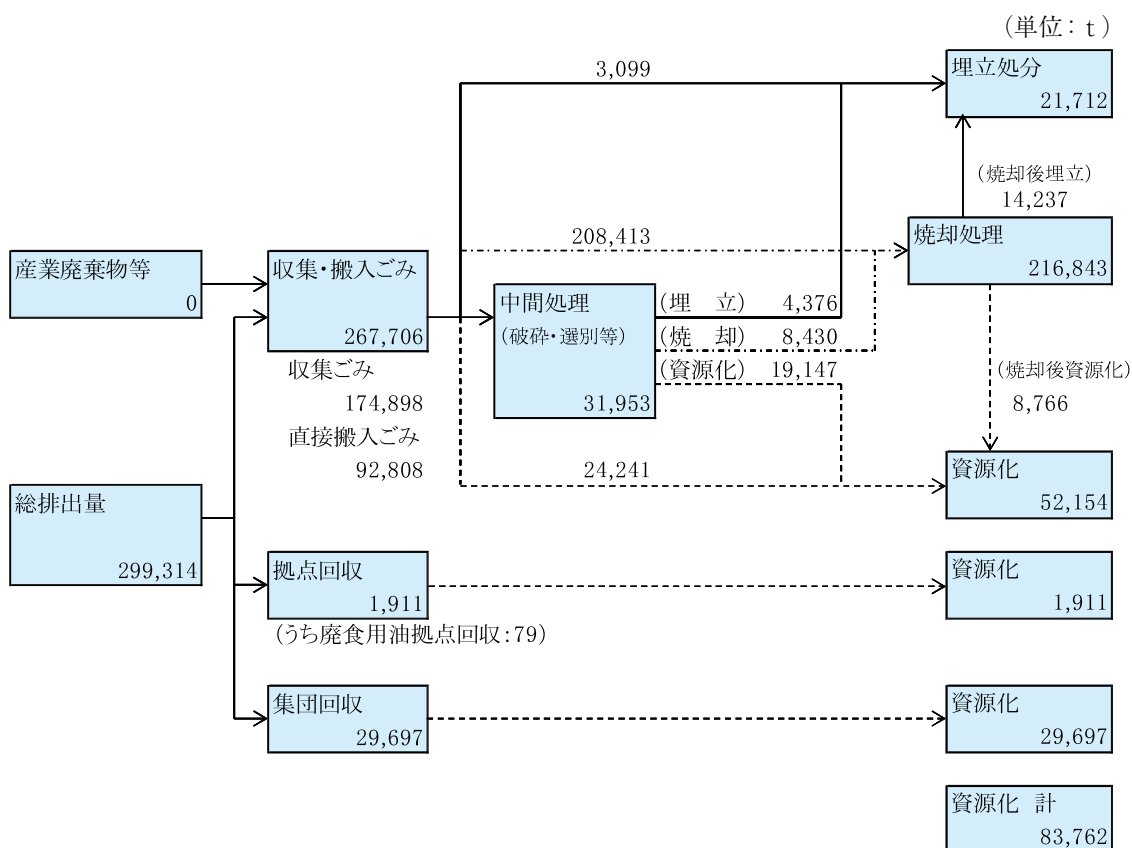 （単位：ｔ）
3,099
埋立処分
21,712
（焼却後埋立）
14,237
208,413
焼却処理
216,843
産業廃棄物等
0
収集・搬入ごみ
267,706
収集ごみ
174,898
直接搬入ごみ
92,808
中間処理
（破砕・選別等）
31,953
（埋　立） 4,376
（焼　却） 8,430
（資源化） 19,147
（焼却後資源化）
8,766
24,241
資源化
52,154
総排出量
299,314
拠点回収
1,911
（うち廃食用油拠点回収：79）
資源化
1,911
集団回収
29,697
資源化
29,697
資源化　計
83,762